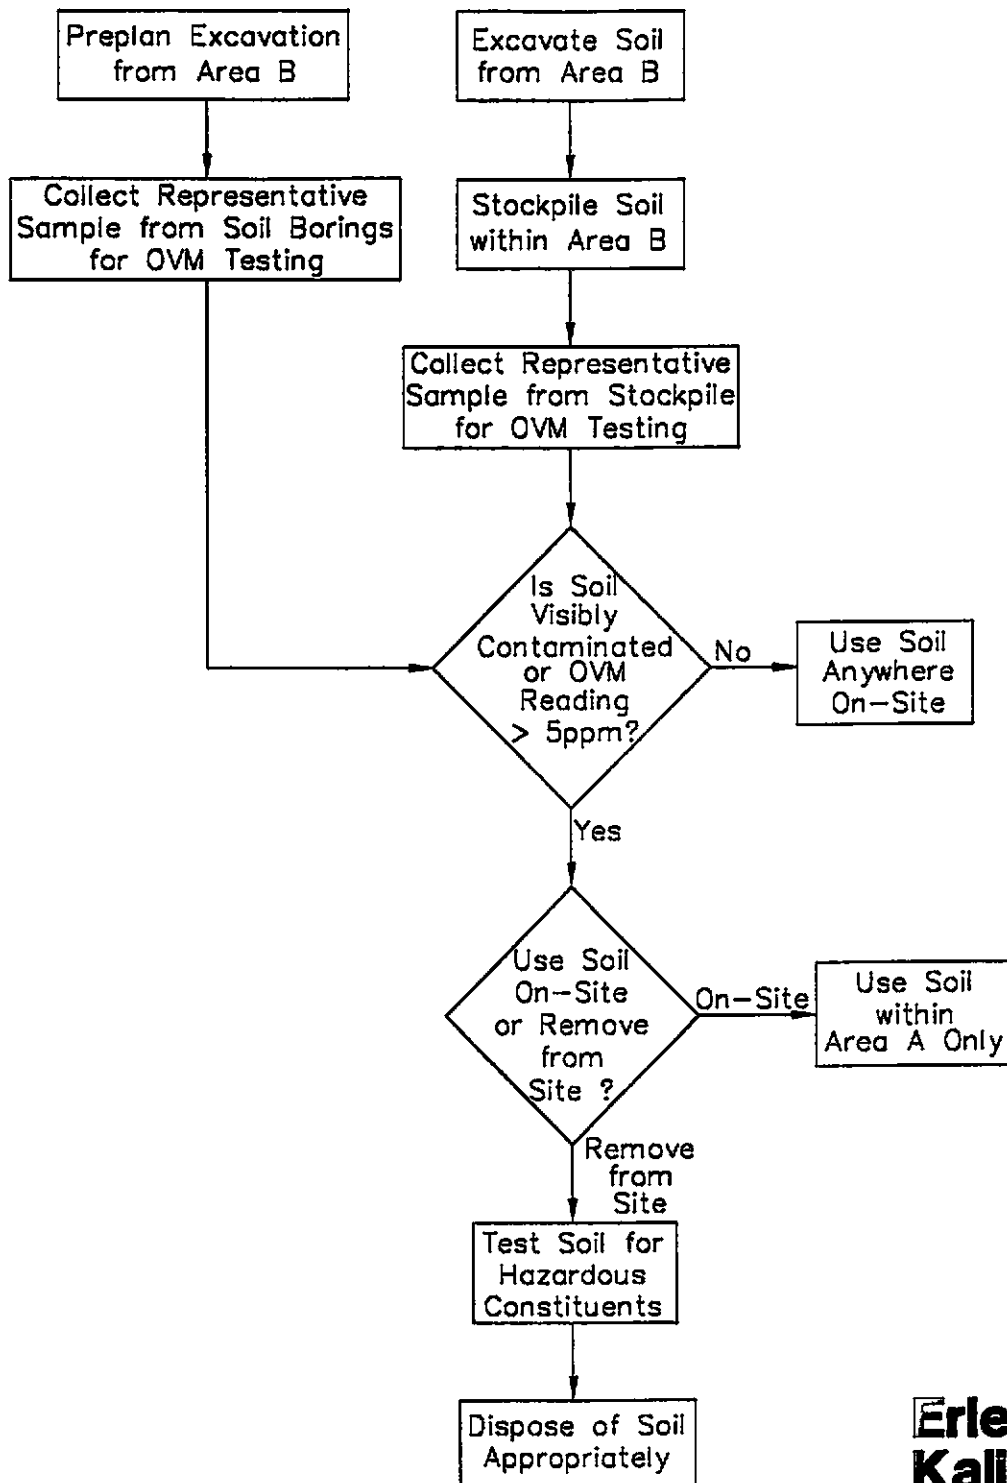 Preplan Excavation
from Area B
Excavate Soil
from Area B
Collect Representative
Sample from Soil Borings
for OVM Testing
Stockpile Soil
within Area B
Collect Representative
Sample from Stockpile
for OVM Testing
Is Soil
Visibly
Contaminated
or OVM
Reading
> 5ppm?
No
Use Soil
Anywhere
On-Site
Yes
Use Soil
On-Site
or Remove
from
Site ?
On-Site
Use Soil
within
Area A Only
Remove
from
Site
Test Soil for
Hazardous
Constituents
Dispose of Soil
Appropriately
Erle
Kali